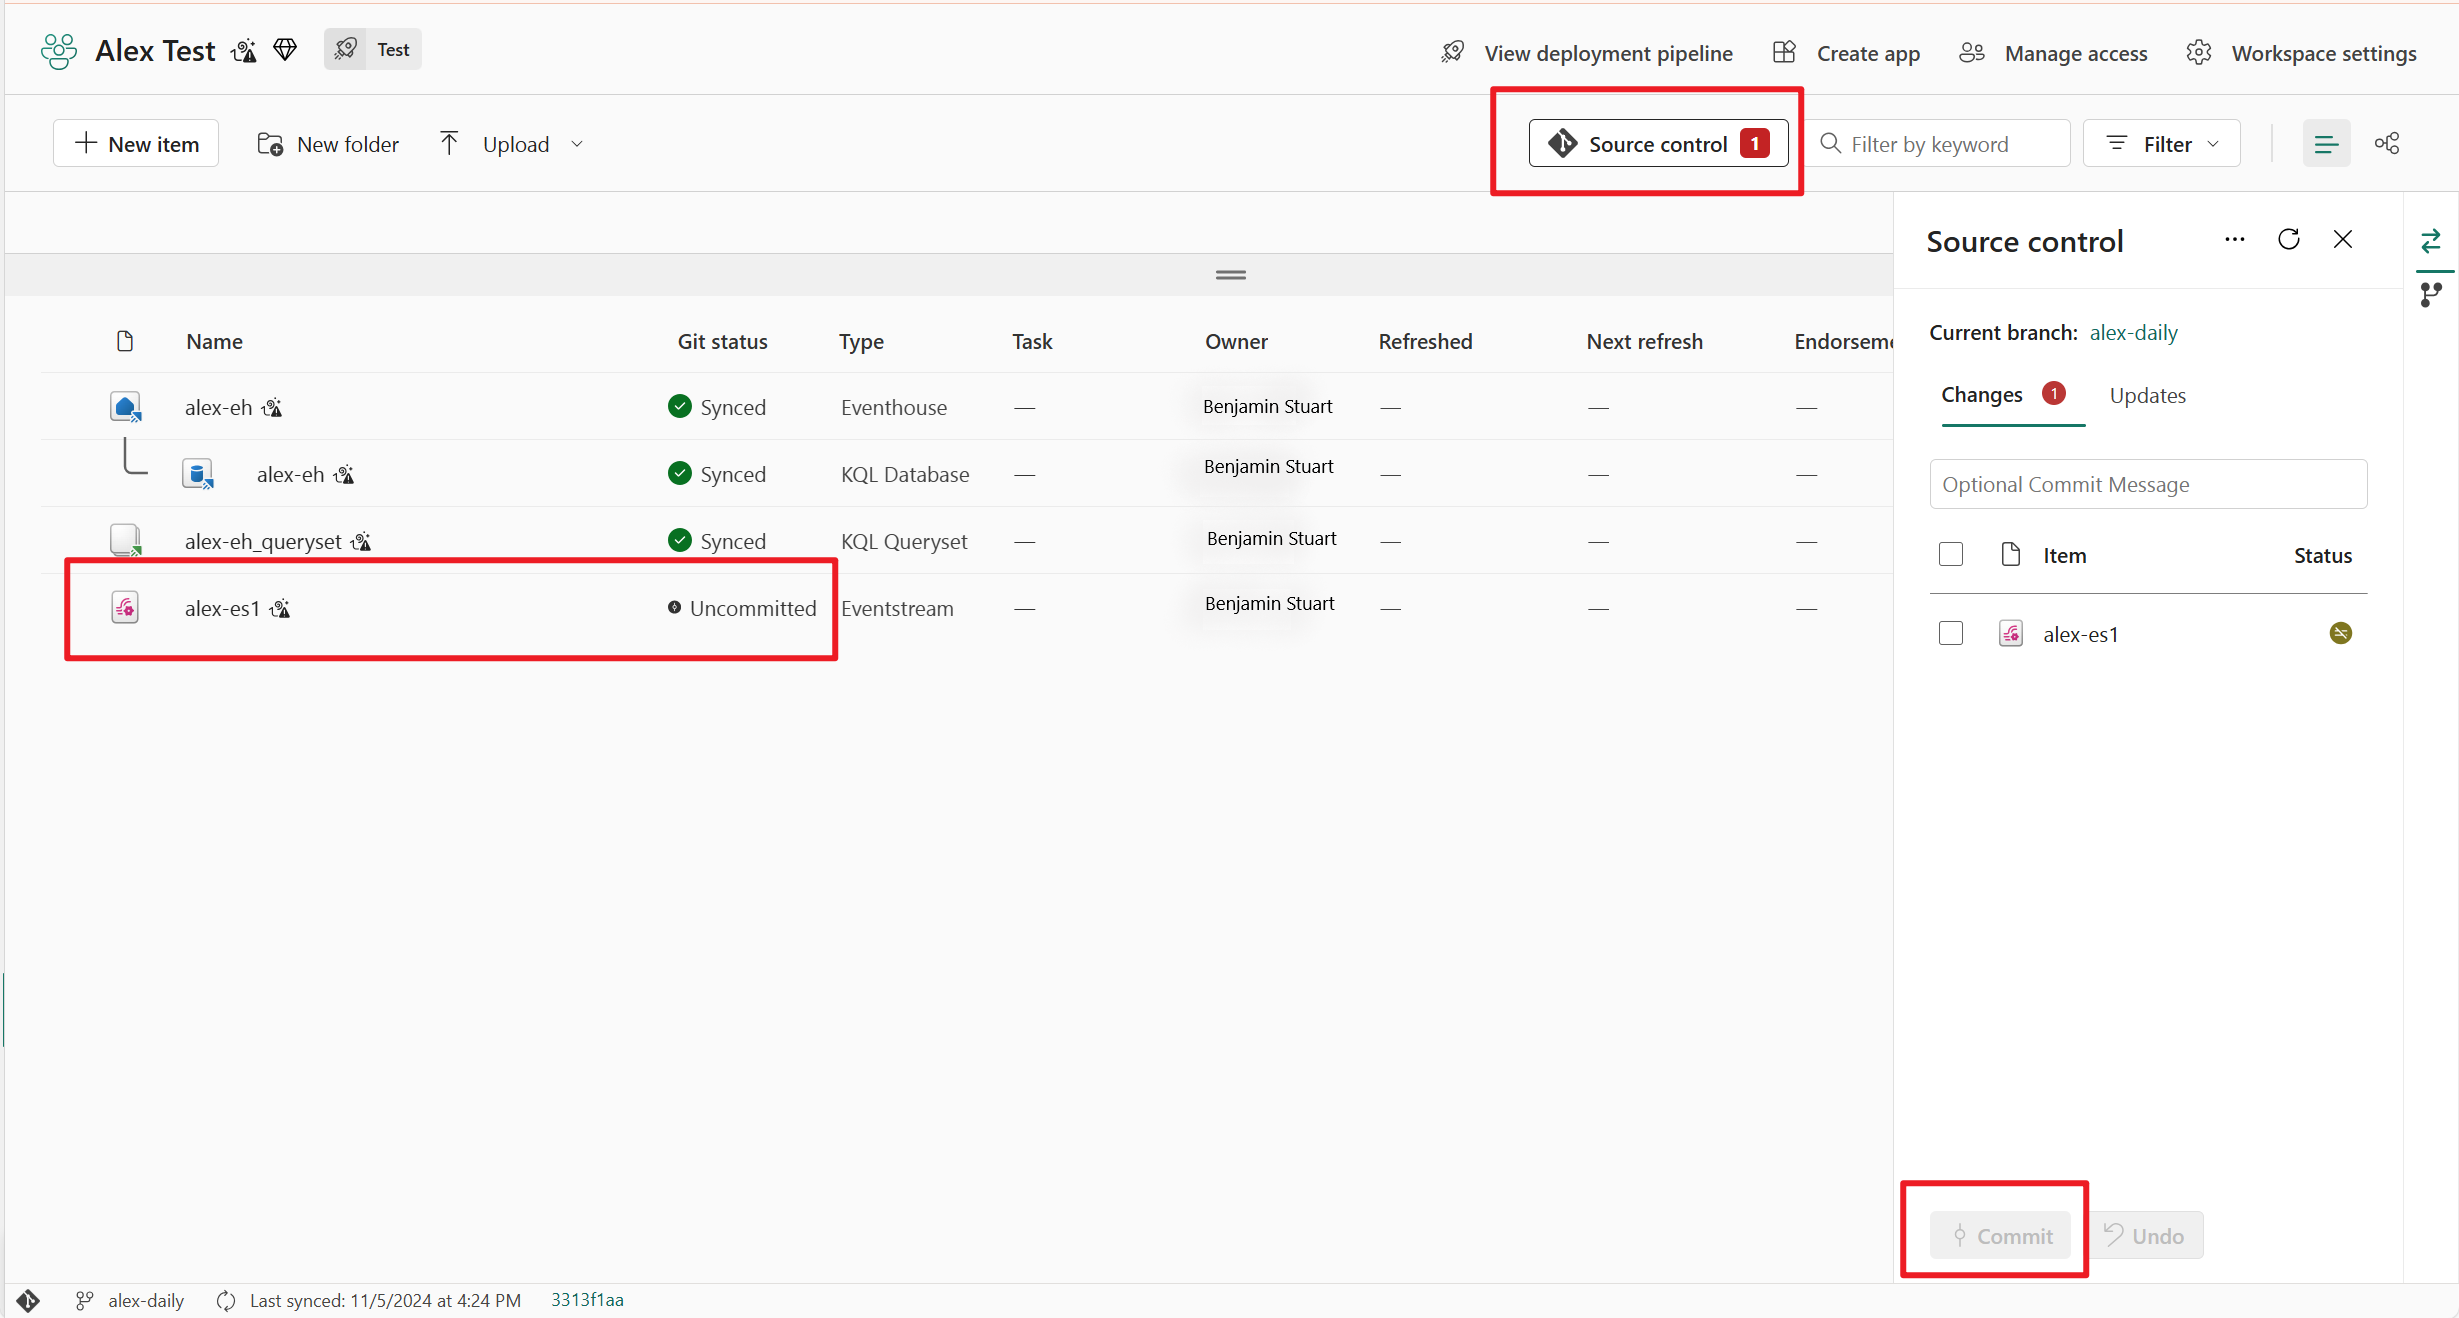 Alex Test Test View deployment pipeline Create app Manage access Workspace settings
New item New folder Upload Source control 1 Filter by keyword Filter
Source control
Current branch: alex-daily
Changes 1 Updates
Optional Commit Message
Item Status
alex-es1
Commit Undo
Name Git status Type Task Owner Refreshed Next refresh Endorseme
alex-eh Synced Eventhouse — Benjamin Stuart — — —
alex-eh Synced KQL Database — Benjamin Stuart — — —
alex-eh_queryset Synced KQL Queryset — Benjamin Stuart — — —
alex-es1 Uncommitted Eventstream — Benjamin Stuart — — —
alex-daily Last synced: 11/5/2024 at 4:24 PM 3313f1aa